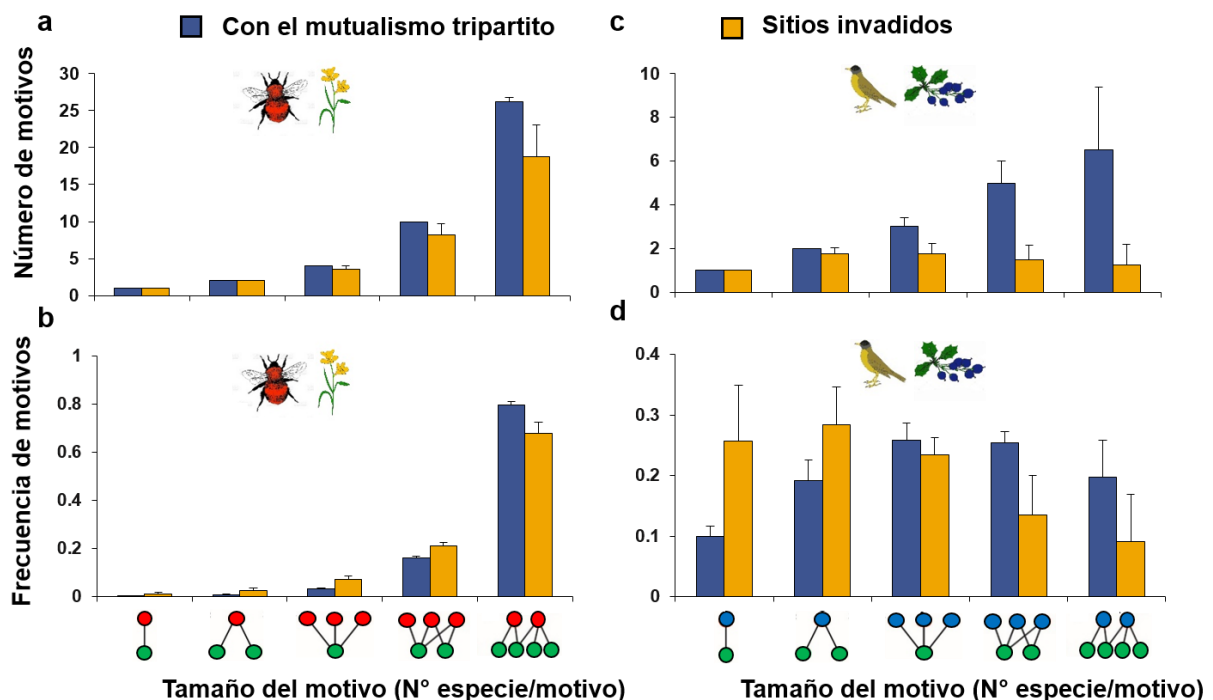 a
Con el mutualismo tripartito
c
Sitios invadidos
Número de motivos
30
25
20
15
10
5
0
10
8
6
4
2
0
b
d
Frecuencia de motivos
1
0.8
0.6
0.4
0.2
0
0.4
0.3
0.2
0.1
0
Tamaño del motivo (N° especie/motivo)
Tamaño del motivo (N° especie/motivo)